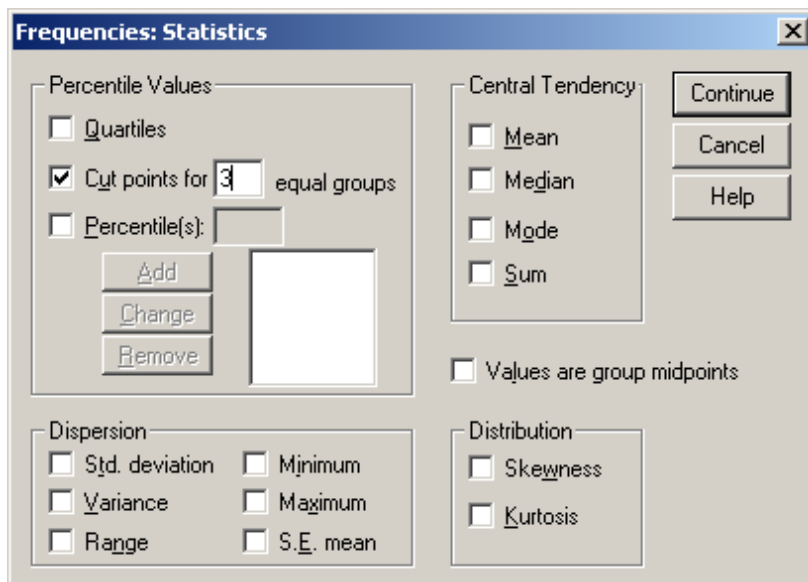 Frequencies: Statistics
Percentile Values
Quartiles
Cut points for 3 equal groups
Percentile(s):
Add
Change
Remove
Central Tendency
Mean
Median
Mode
Sum
Continue
Cancel
Help
Values are group midpoints
Dispersion
Std. deviation
Minimum
Variance
Maximum
Range
S.E. mean
Distribution
Skewness
Kurtosis